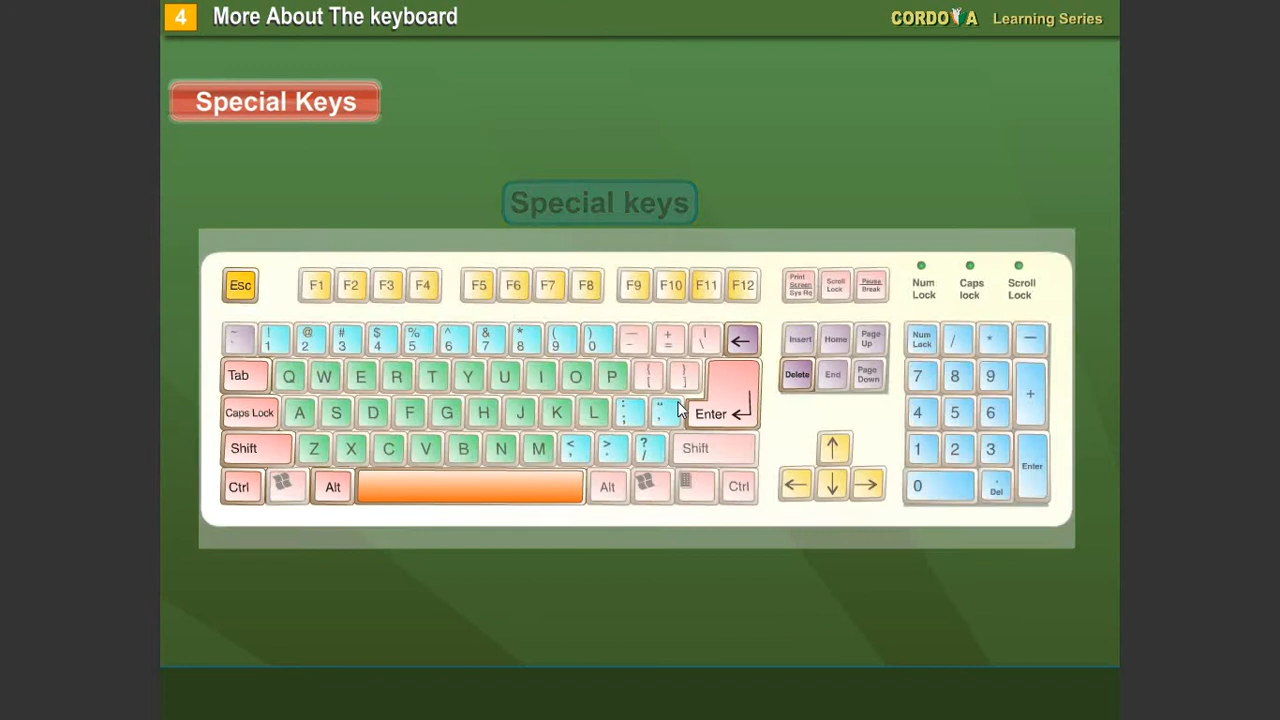 4 More About The keyboard CORDOVA Learning Series
Special Keys
Special keys
Esc F1 F2 F3 F4 F5 F6 F7 F8 F9 F10 F11 F12 Print Screen Sys Rq Scroll Lock Pause Break Num Lock Caps lock Scroll Lock
~ ! 1 @ 2 # 3 $ 4 % 5 ^ 6 & 7 * 8 ( 9 ) 0 — - + = | \ ← Insert Home Page Up Num Lock / * —
Tab Q W E R T Y U I O P { [ } ] Delete End Page Down 7 8 9 +
Caps Lock A S D F G H J K L : ; " ' Enter ↵ 4 5 6
Shift Z X C V B N M < , > . ? / Shift ↑ 1 2 3 Enter
Ctrl Alt Alt Ctrl ← ↓ → 0 . Del